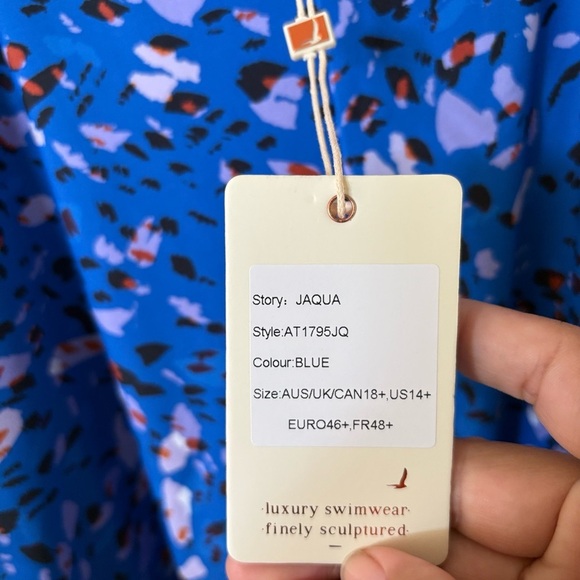 Story: JAQUA
Style:AT1795JQ
Colour:BLUE
Size:AUS/UK/CAN18+,US14+
EURO46+,FR48+
·luxury swimwear·
·finely sculptured·